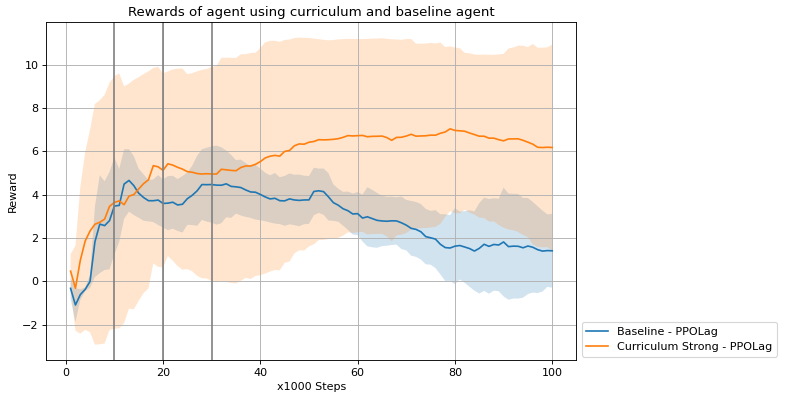 Rewards of agent using curriculum and baseline agent
Reward
10
8
6
4
2
0
−2
0 20 40 60 80 100
x1000 Steps
Baseline - PPOLag
Curriculum Strong - PPOLag